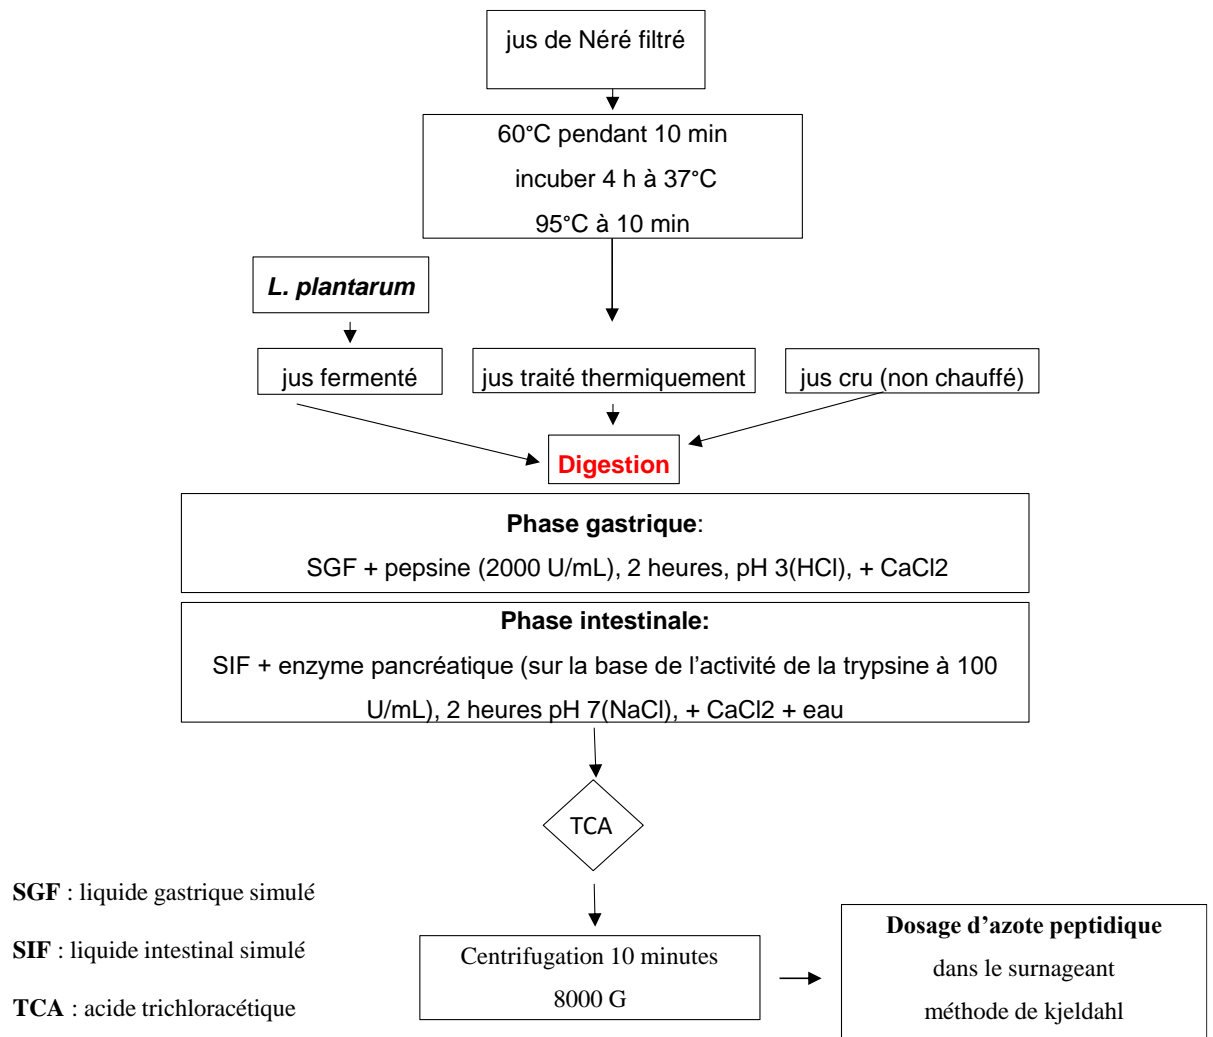 jus de Néré filtré
60°C pendant 10 min
incuber 4 h à 37°C
95°C à 10 min
L. plantarum
jus fermenté
jus traité thermiquement
jus cru (non chauffé)
Digestion
Phase gastrique:
SGF + pepsine (2000 U/mL), 2 heures, pH 3(HCl), + CaCl2
Phase intestinale:
SIF + enzyme pancréatique (sur la base de l’activité de la trypsine à 100
U/mL), 2 heures pH 7(NaCl), + CaCl2 + eau
TCA
SGF : liquide gastrique simulé
SIF : liquide intestinal simulé
TCA : acide trichloracétique
Centrifugation 10 minutes
8000 G
Dosage d’azote peptidique
dans le surnageant
méthode de kjeldahl